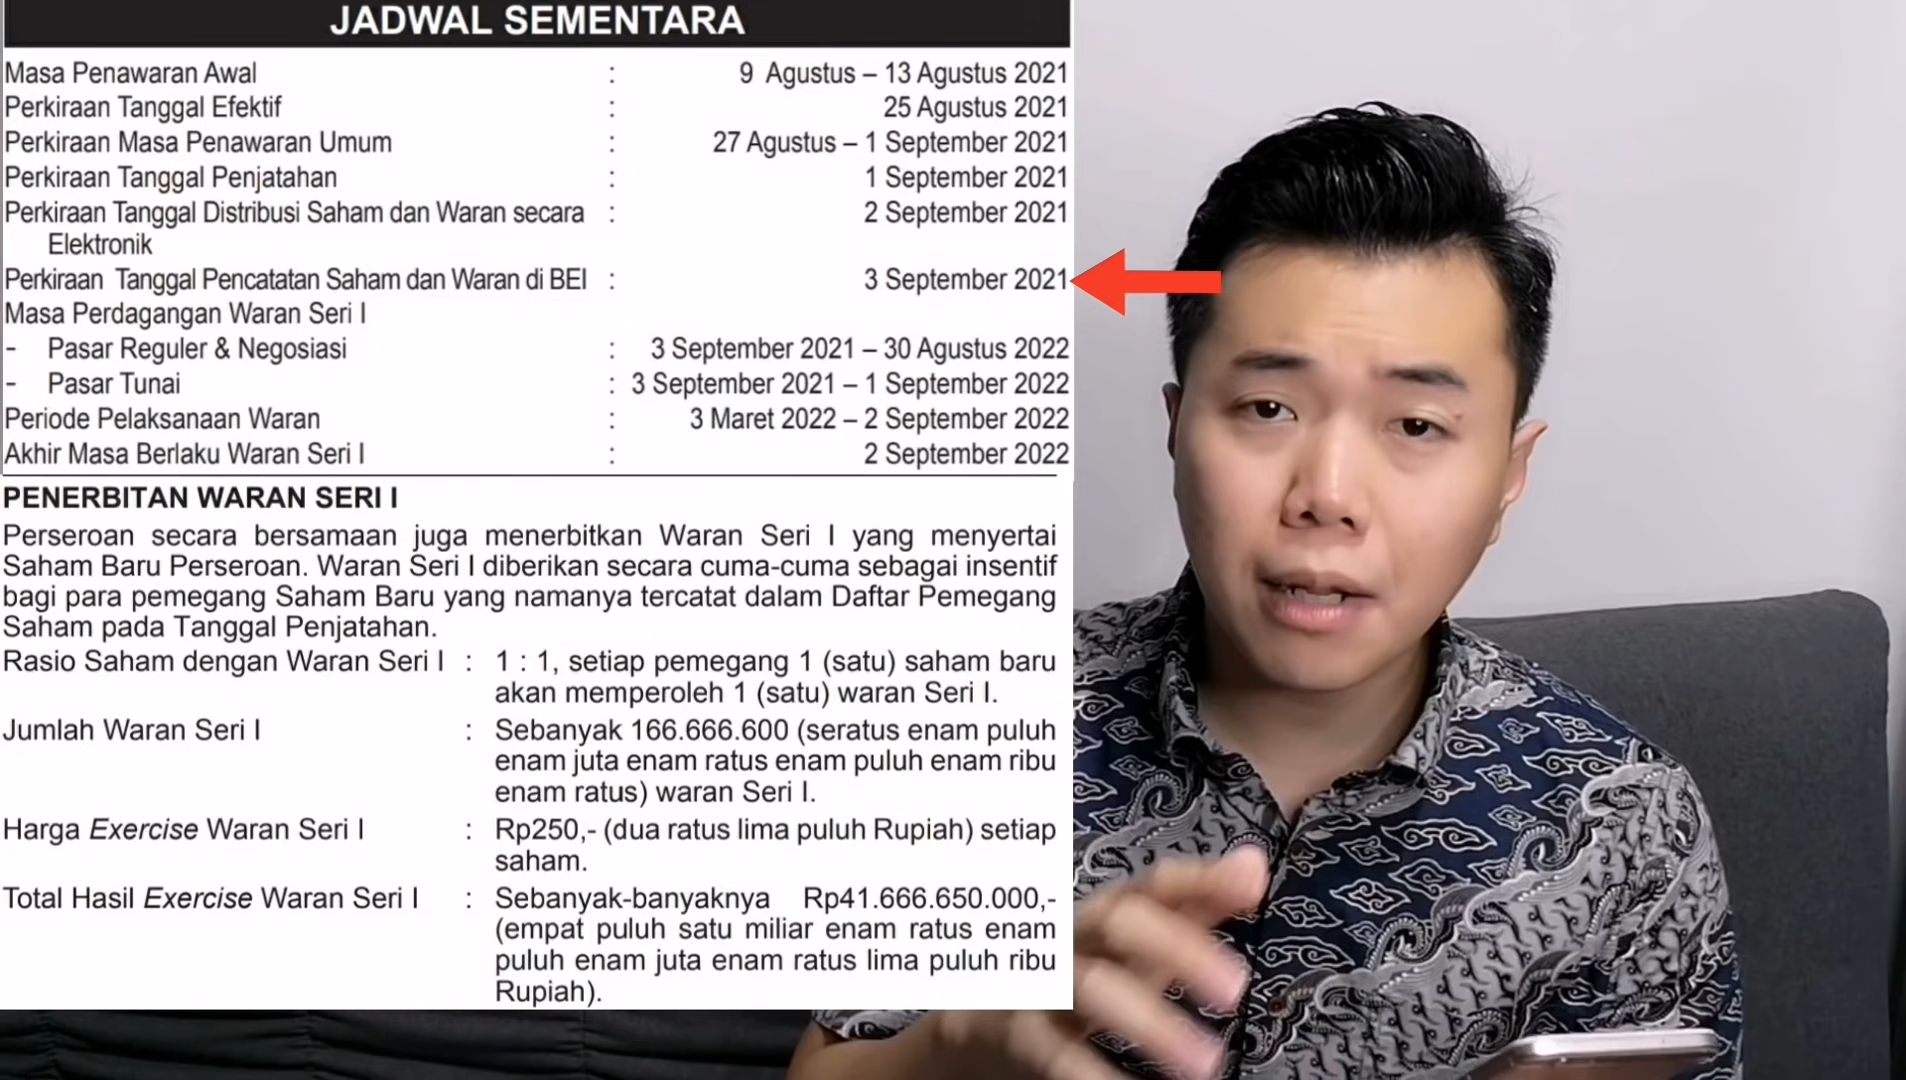 JADWAL SEMENTARA
Masa Penawaran Awal : 9 Agustus – 13 Agustus 2021
Perkiraan Tanggal Efektif : 25 Agustus 2021
Perkiraan Masa Penawaran Umum : 27 Agustus – 1 September 2021
Perkiraan Tanggal Penjatahan : 1 September 2021
Perkiraan Tanggal Distribusi Saham dan Waran secara : 2 September 2021
Elektronik
Perkiraan Tanggal Pencatatan Saham dan Waran di BEI : 3 September 2021
Masa Perdagangan Waran Seri I
- Pasar Reguler & Negosiasi : 3 September 2021 – 30 Agustus 2022
- Pasar Tunai : 3 September 2021 – 1 September 2022
Periode Pelaksanaan Waran : 3 Maret 2022 – 2 September 2022
Akhir Masa Berlaku Waran Seri I : 2 September 2022
PENERBITAN WARAN SERI I
Perseroan secara bersamaan juga menerbitkan Waran Seri I yang menyertai
Saham Baru Perseroan. Waran Seri I diberikan secara cuma-cuma sebagai insentif
bagi para pemegang Saham Baru yang namanya tercatat dalam Daftar Pemegang
Saham pada Tanggal Penjatahan.
Rasio Saham dengan Waran Seri I : 1 : 1, setiap pemegang 1 (satu) saham baru
akan memperoleh 1 (satu) waran Seri I.
Jumlah Waran Seri I : Sebanyak 166.666.600 (seratus enam puluh
enam juta enam ratus enam puluh enam ribu
enam ratus) waran Seri I.
Harga Exercise Waran Seri I : Rp250,- (dua ratus lima puluh Rupiah) setiap
saham.
Total Hasil Exercise Waran Seri I : Sebanyak-banyaknya Rp41.666.650.000,-
(empat puluh satu miliar enam ratus enam
puluh enam juta enam ratus lima puluh ribu
Rupiah).